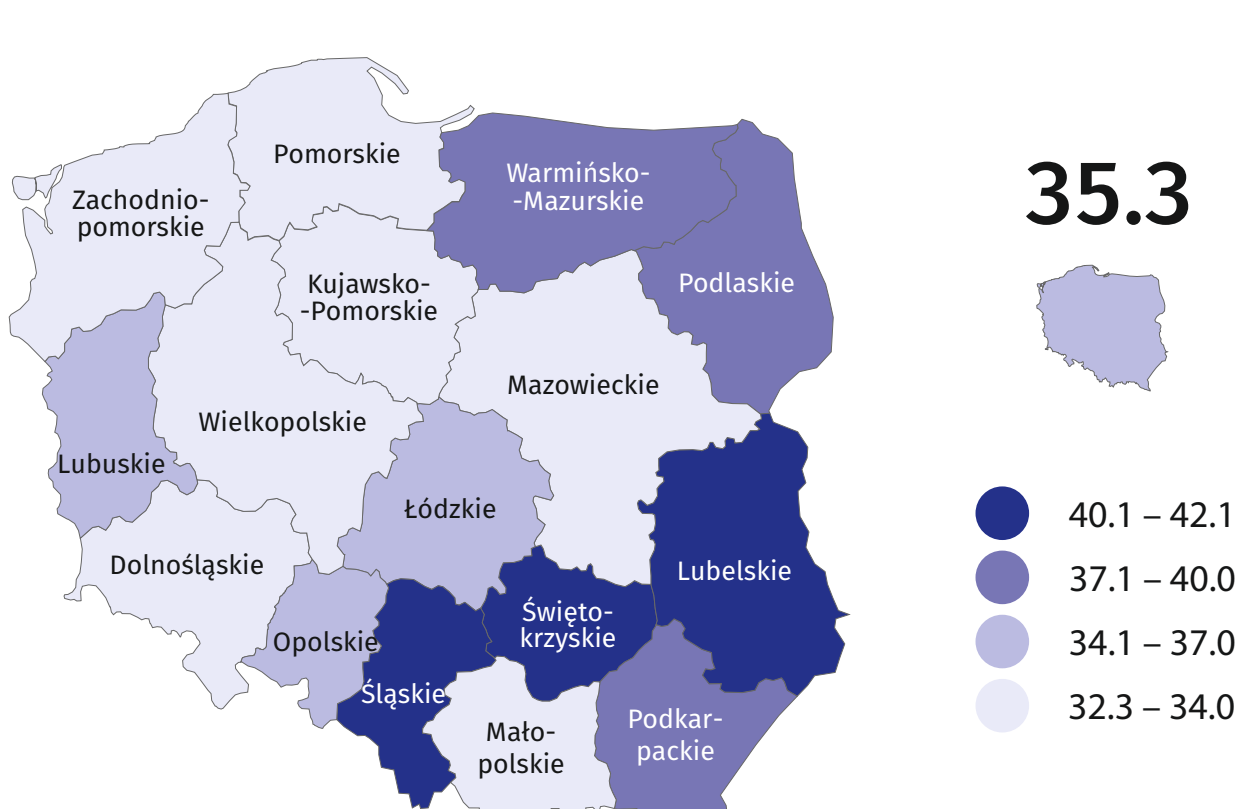 Pomorskie
Warmińsko-
-Mazurskie
Zachodnio-
pomorskie
Kujawsko-
-Pomorskie
Podlaskie
Mazowieckie
Wielkopolskie
Lubuskie
Łódzkie
Dolnośląskie
Lubelskie
Święto-
krzyskie
Opolskie
Śląskie
Mało-
polskie
Podkar-
packie
35.3
40.1 – 42.1
37.1 – 40.0
34.1 – 37.0
32.3 – 34.0